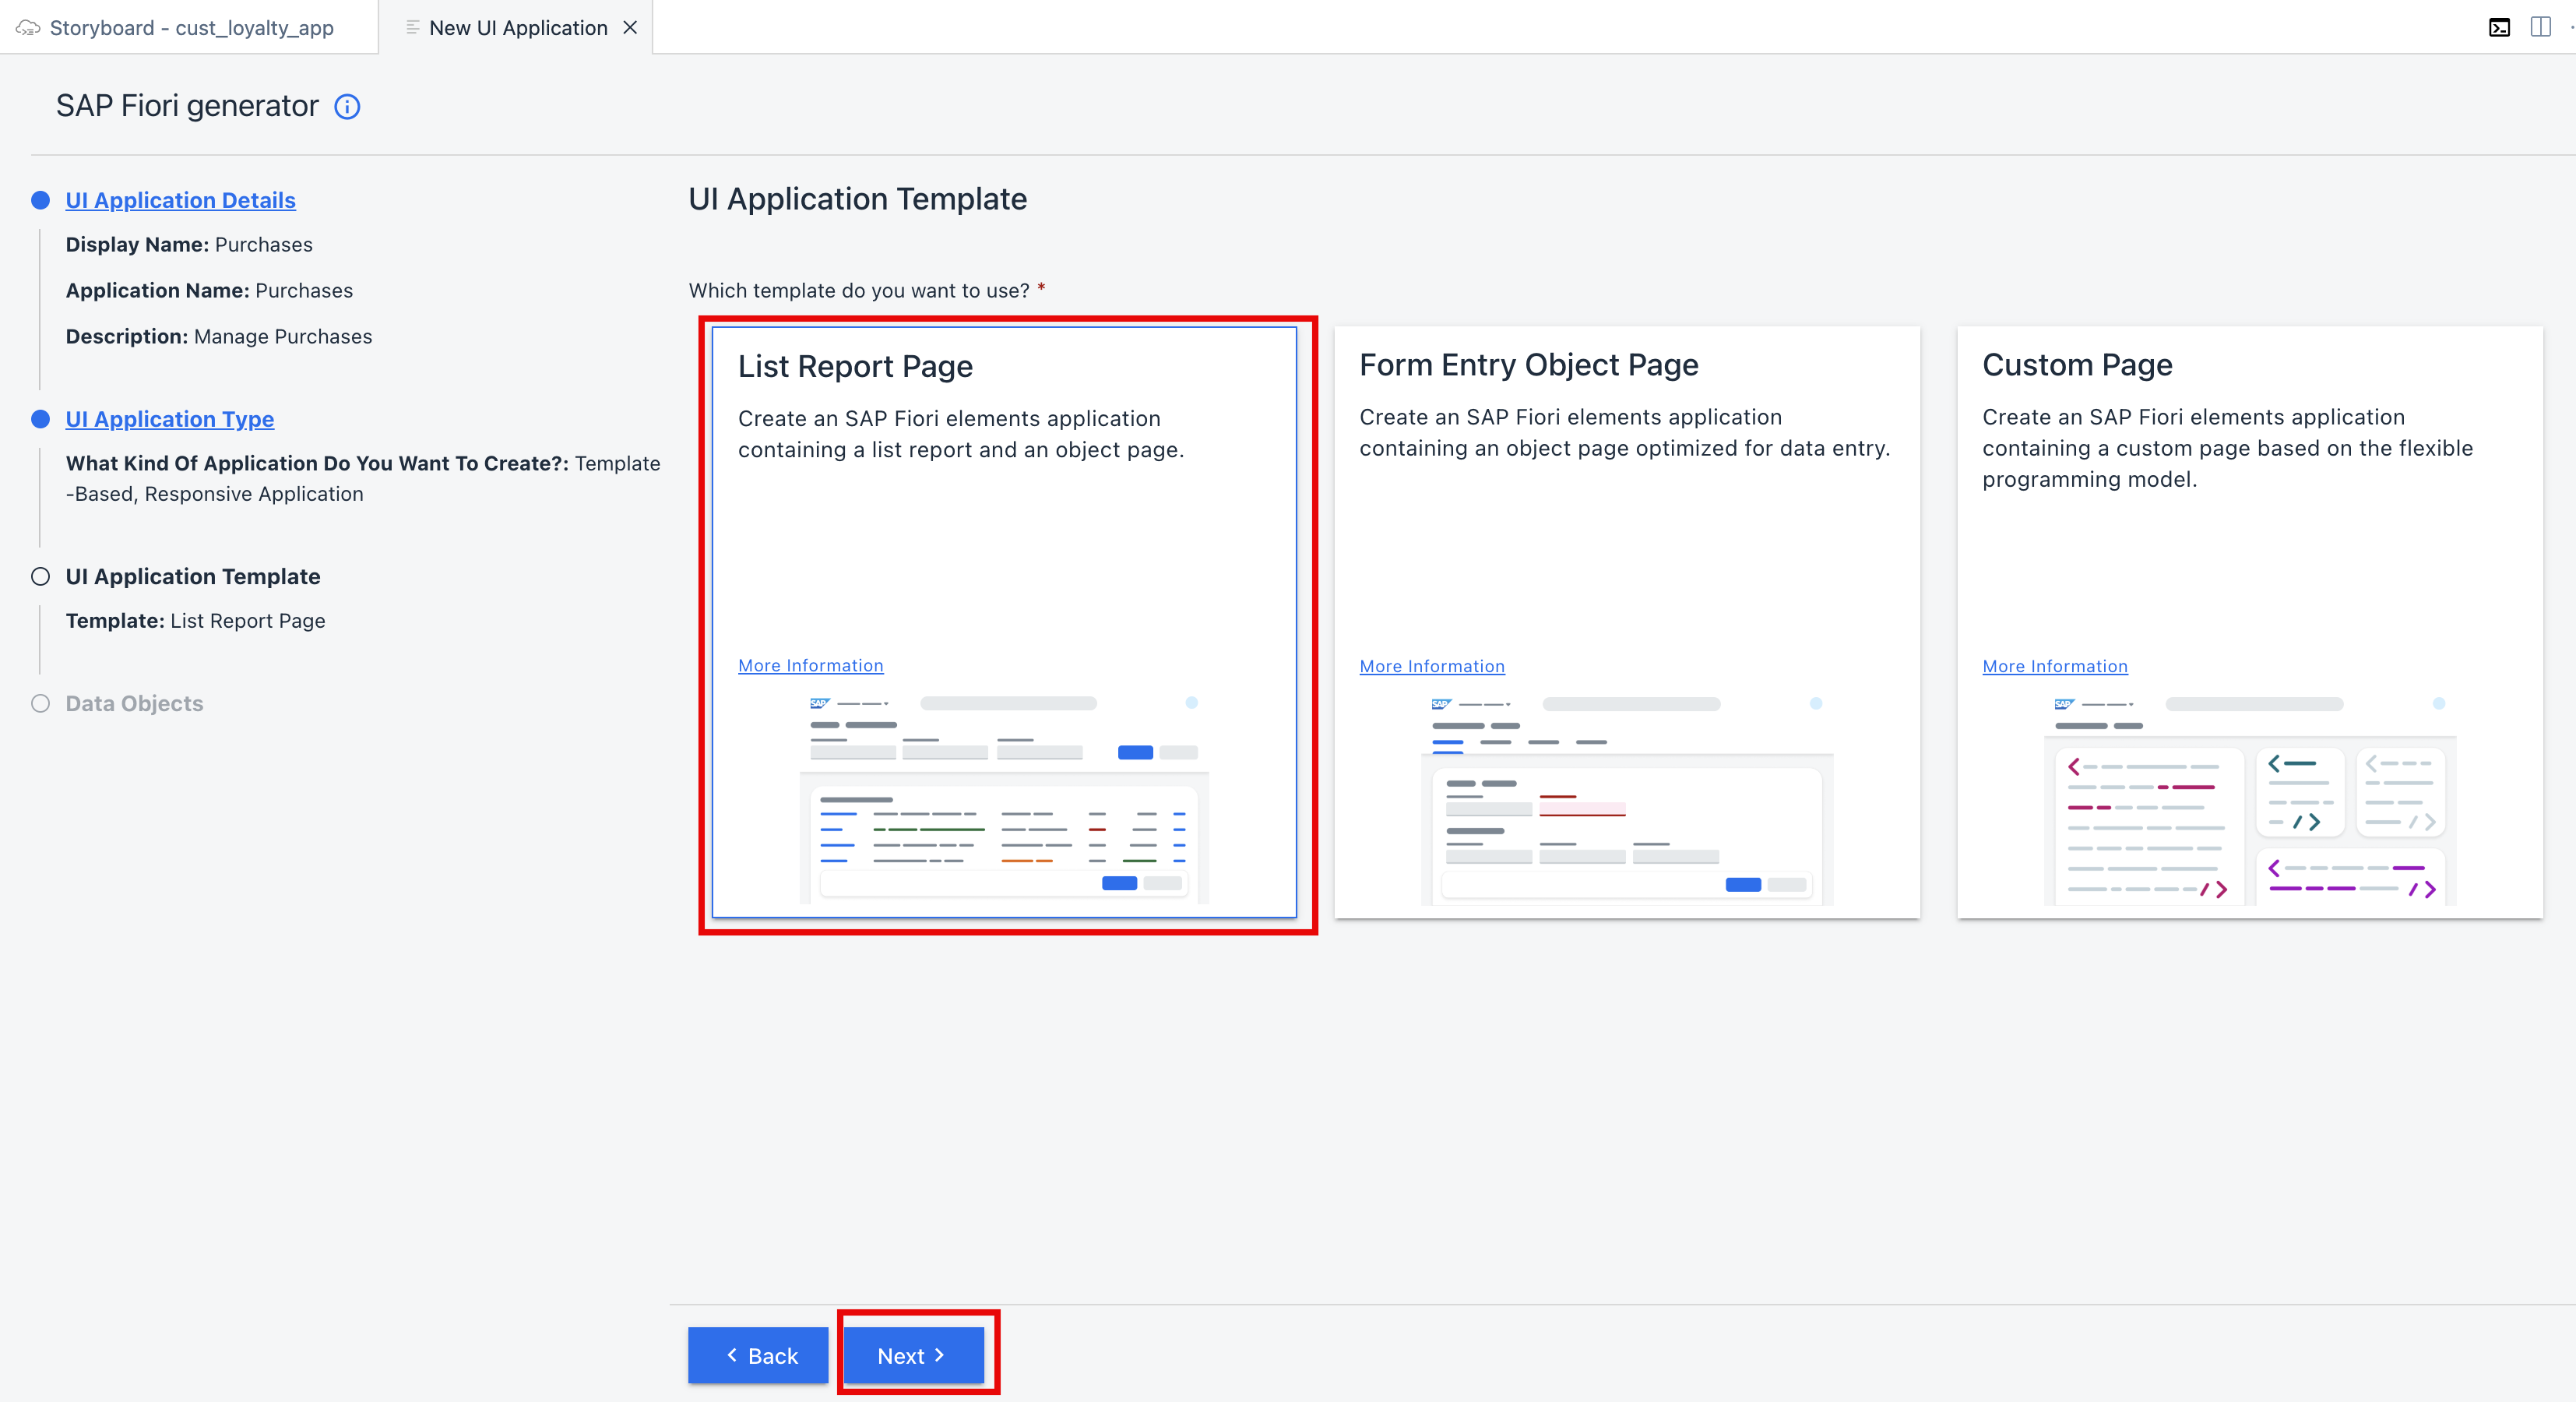 Storyboard - cust_loyalty_app
New UI Application
SAP Fiori generator
UI Application Details
Display Name: Purchases
Application Name: Purchases
Description: Manage Purchases
UI Application Type
What Kind Of Application Do You Want To Create?: Template
-Based, Responsive Application
UI Application Template
Template: List Report Page
Data Objects
UI Application Template
Which template do you want to use? *
List Report Page
Create an SAP Fiori elements application
containing a list report and an object page.
More Information
SAP
Form Entry Object Page
Create an SAP Fiori elements application
containing an object page optimized for data entry.
More Information
SAP
Custom Page
Create an SAP Fiori elements application
containing a custom page based on the flexible
programming model.
More Information
SAP
Back
Next